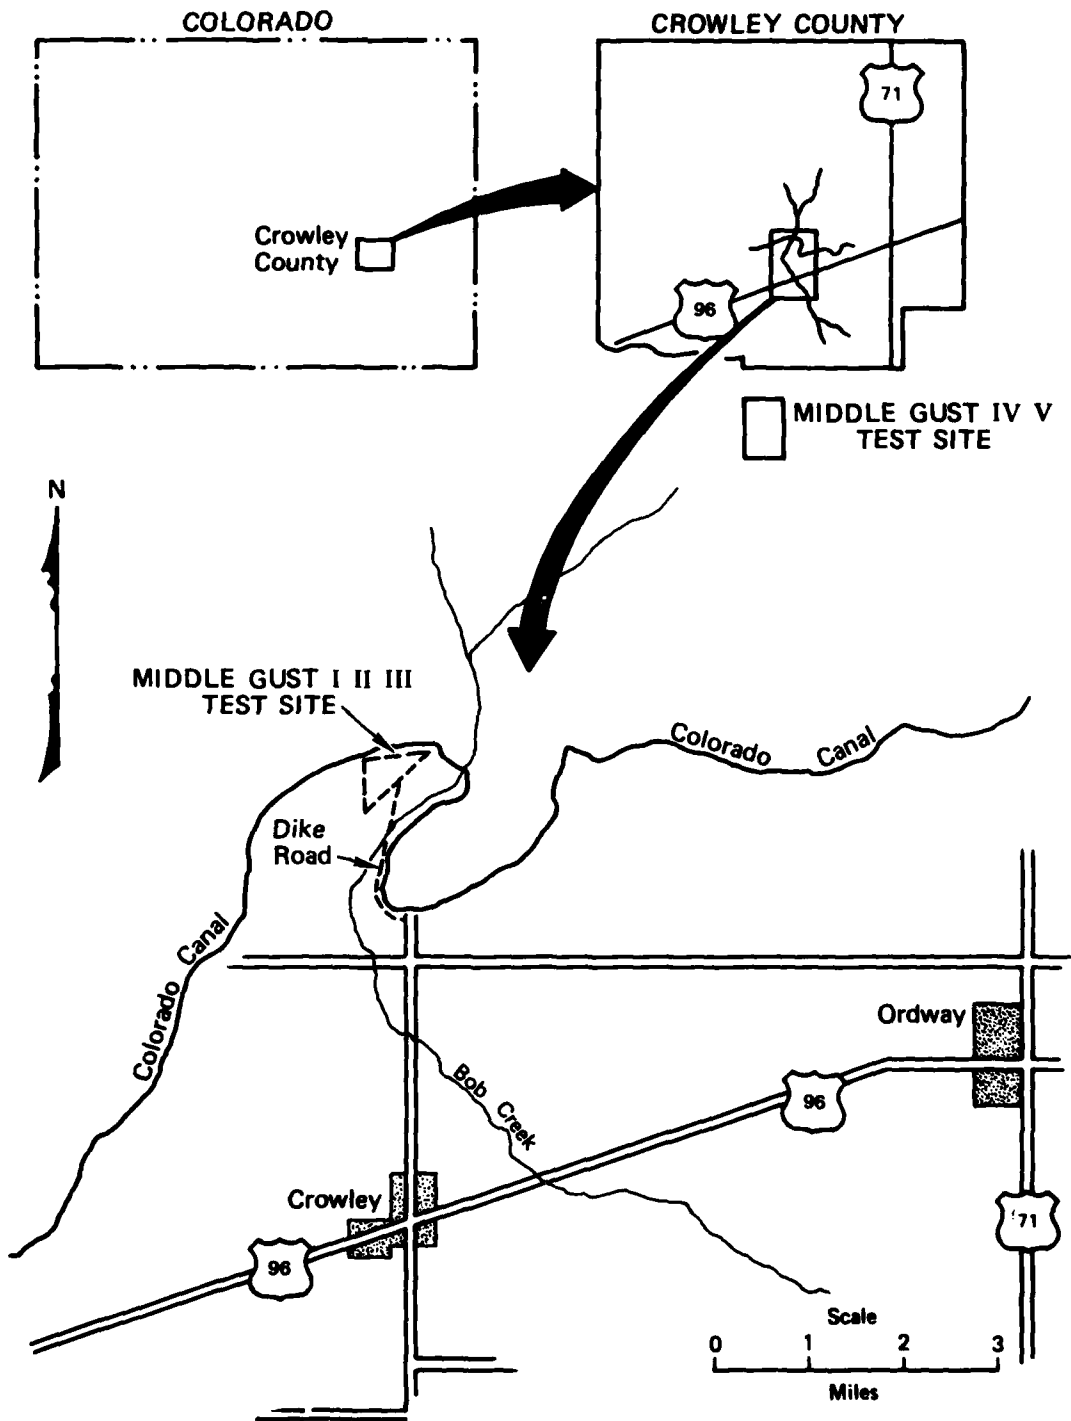 COLORADO
CROWLEY COUNTY
71
Crowley
County
96
MIDDLE GUST IV V
TEST SITE
N
MIDDLE GUST I II III
TEST SITE
Colorado Canal
Dike
Road
Colorado Canal
Ordway
Bob Creek
96
Crowley
71
96
Scale
0 1 2 3
Miles